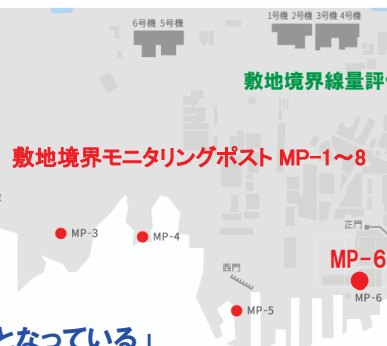 6号機 5号機
1号機 2号機 3号機 4号機
敷地境界線量評
敷地境界モニタリングポスト MP-1～8
正門
MP-3
MP-4
西門
MP-6
MP-6
MP-5
となっている」